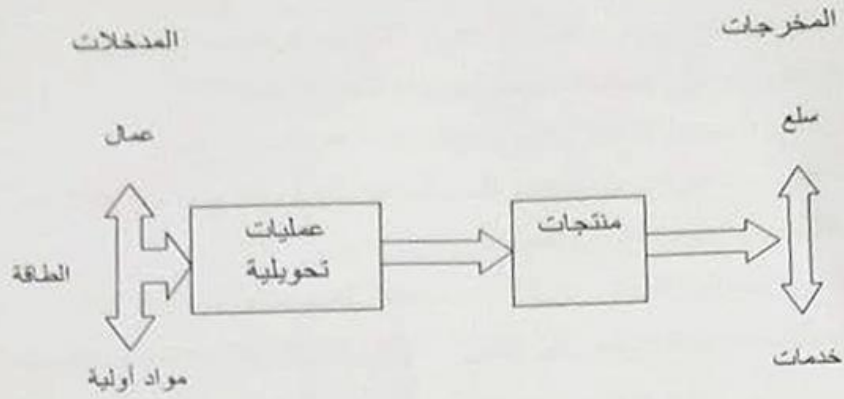 المخرجات
المدخلات
سلع
عمال
منتجات
عمليات
تحويلية
الطاقة
خدمات
مواد أولية